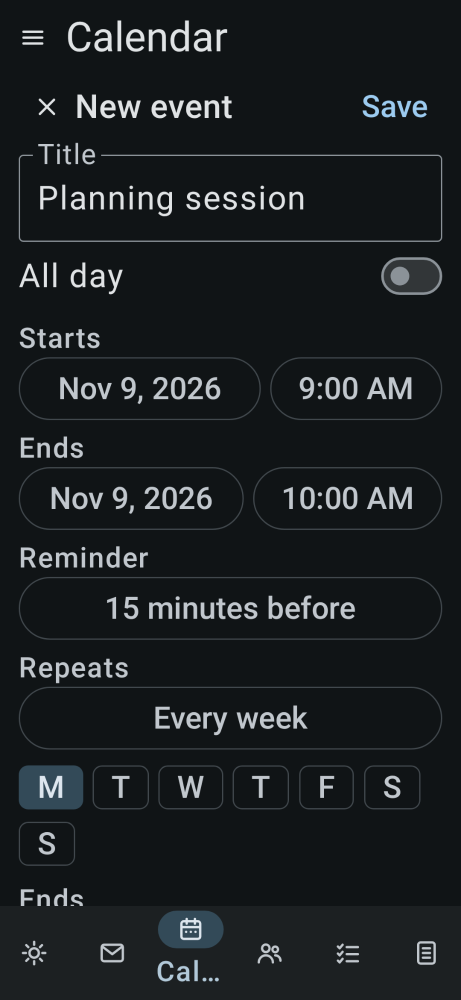 Calendar
New event Save
Title
Planning session
All day
Starts
Nov 9, 2026 9:00 AM
Ends
Nov 9, 2026 10:00 AM
Reminder
15 minutes before
Repeats
Every week
M T W T F S
S
Ends
Cal...